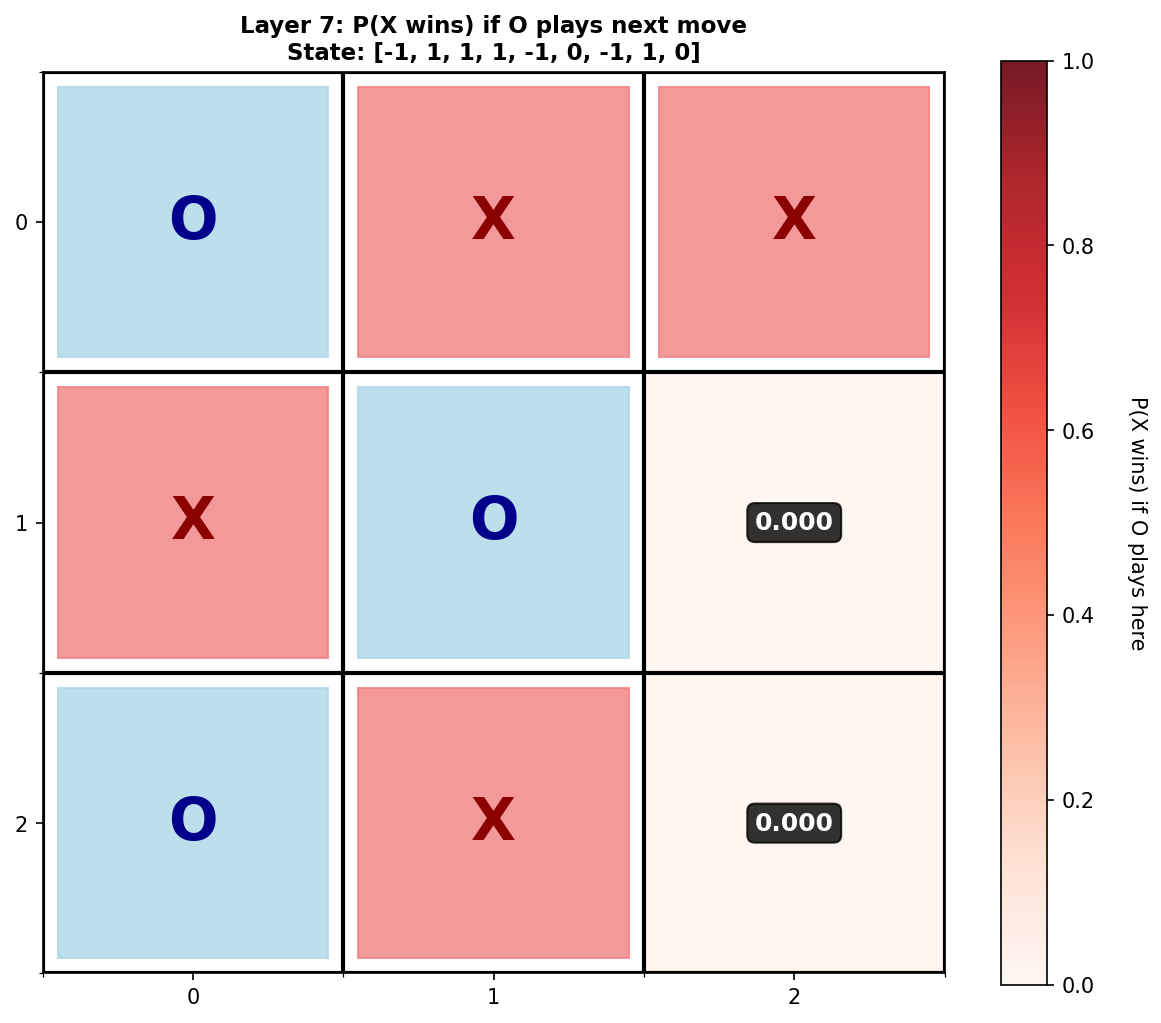 Layer 7: P(X wins) if O plays next move
State: [-1, 1, 1, 1, -1, 0, -1, 1, 0]
0
O
X
X
1
X
O
0.000
2
O
X
0.000
0
1
2
1.0
0.8
0.6
0.4
0.2
0.0
P(X wins) if O plays here